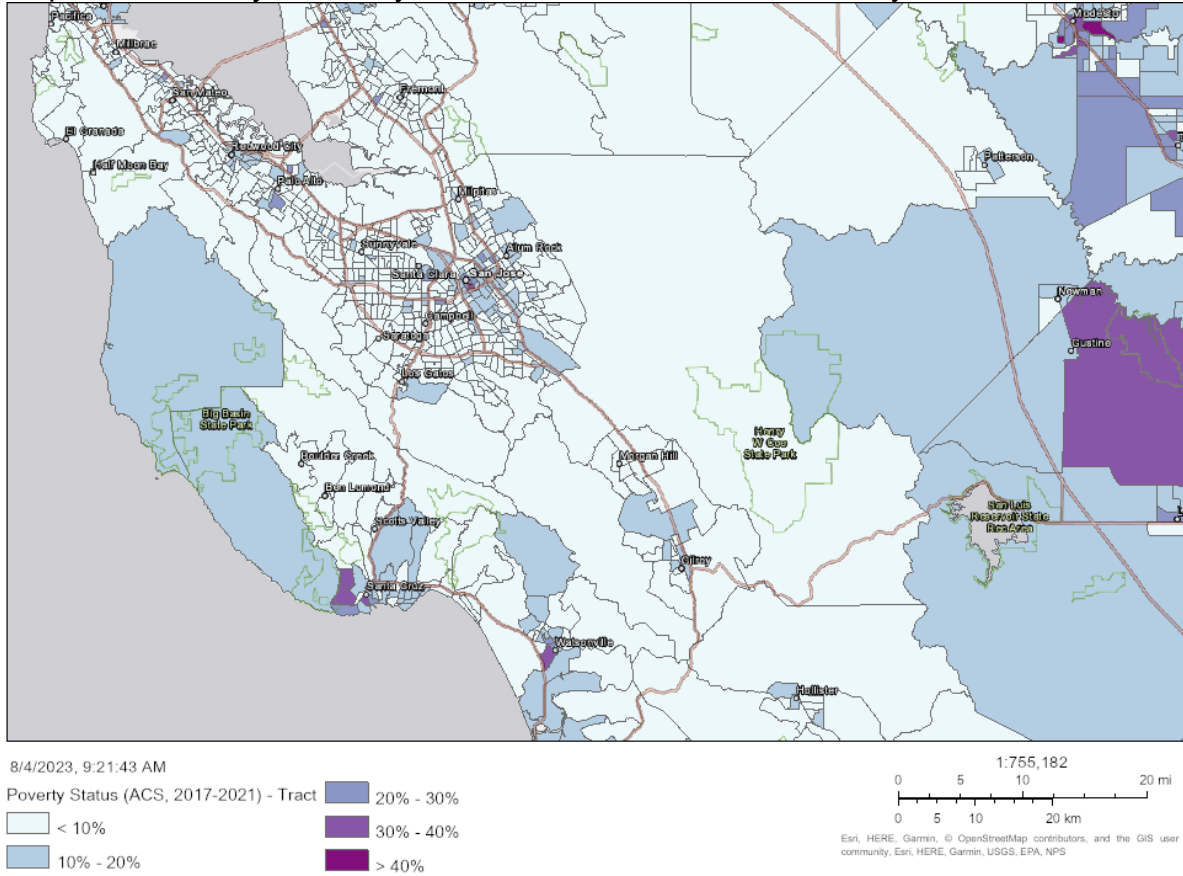 Pacifica
Modesto
Millbrae
San Mateo
Fremont
El Granada
Redwood City
Half Moon Bay
Patterson
Palo Alto
Milpitas
Sunnyvale
Alum Rock
Santa Clara
San Jose
Newman
Campbell
Saratoga
Gustine
Los Gatos
Big Basin
State Park
Henry
W Coe
State Park
Boulder Creek
Morgan Hill
Ben Lomond
San Luis
Reservoir State
Rec Area
Scotts Valley
Gilroy
Santa Cruz
Watsonville
Hollister
8/4/2023, 9:21:43 AM
Poverty Status (ACS, 2017-2021) - Tract
< 10%
10% - 20%
20% - 30%
30% - 40%
> 40%
1:755,182
0 5 10 20 mi
0 5 10 20 km
Esri, HERE, Garmin, © OpenStreetMap contributors, and the GIS user
community, Esri, HERE, Garmin, USGS, EPA, NPS